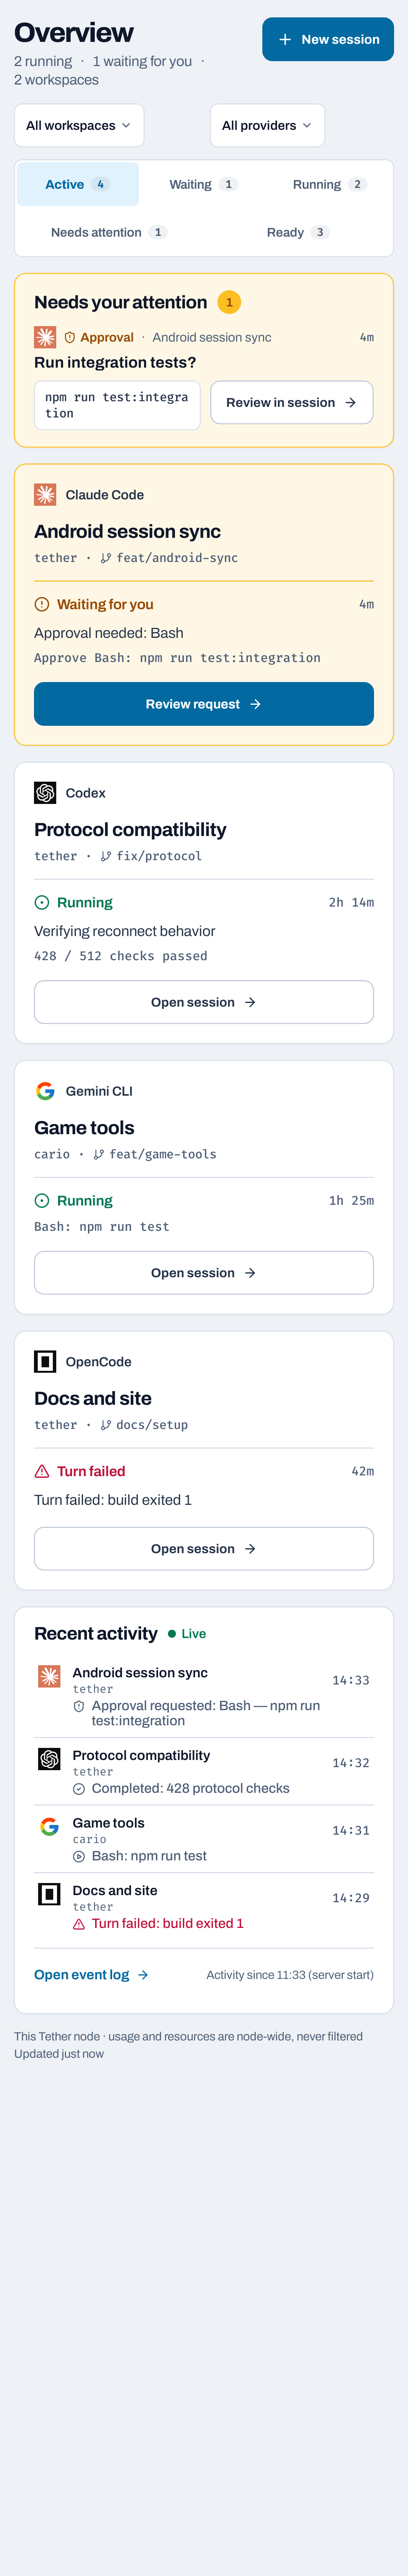 Overview
New session
2 running · 1 waiting for you ·
2 workspaces
All workspaces
All providers
Active 4
Waiting 1
Running 2
Needs attention 1
Ready 3
Needs your attention 1
Approval · Android session sync 4m
Run integration tests?
npm run test:integra
tion
Review in session
Claude Code
Android session sync
tether · feat/android-sync
Waiting for you 4m
Approval needed: Bash
Approve Bash: npm run test:integration
Review request
Codex
Protocol compatibility
tether · fix/protocol
Running 2h 14m
Verifying reconnect behavior
428 / 512 checks passed
Open session
Gemini CLI
Game tools
cario · feat/game-tools
Running 1h 25m
Bash: npm run test
Open session
OpenCode
Docs and site
tether · docs/setup
Turn failed 42m
Turn failed: build exited 1
Open session
Recent activity Live
Android session sync 14:33
tether
Approval requested: Bash — npm run
test:integration
Protocol compatibility 14:32
tether
Completed: 428 protocol checks
Game tools 14:31
cario
Bash: npm run test
Docs and site 14:29
tether
Turn failed: build exited 1
Open event log
Activity since 11:33 (server start)
This Tether node · usage and resources are node-wide, never filtered
Updated just now